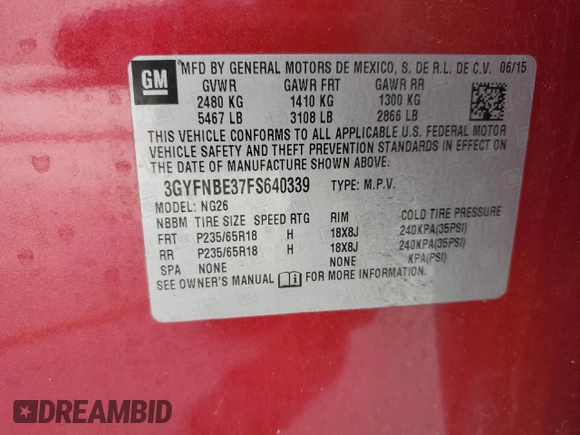 GM
MFD BY GENERAL MOTORS DE MEXICO, S. DE R.L. DE C.V. 06/15
GVWR GAWR FRT GAWR RR
2480 KG 1410 KG 1300 KG
5467 LB 3108 LB 2866 LB
THIS VEHICLE CONFORMS TO ALL APPLICABLE U.S. FEDERAL MOTOR
VEHICLE SAFETY AND THEFT PREVENTION STANDARDS IN EFFECT ON
THE DATE OF MANUFACTURE SHOWN ABOVE.
3GYFNBE37FS640339 TYPE: M.P.V.
MODEL: NG26
NBBM TIRE SIZE SPEED RTG RIM COLD TIRE PRESSURE
FRT P235/65R18 H 18X8J 240KPA(35PSI)
RR P235/65R18 H 18X8J 240KPA(35PSI)
SPA NONE NONE KPA(PSI)
SEE OWNER'S MANUAL i FOR MORE INFORMATION.
DREAMBID